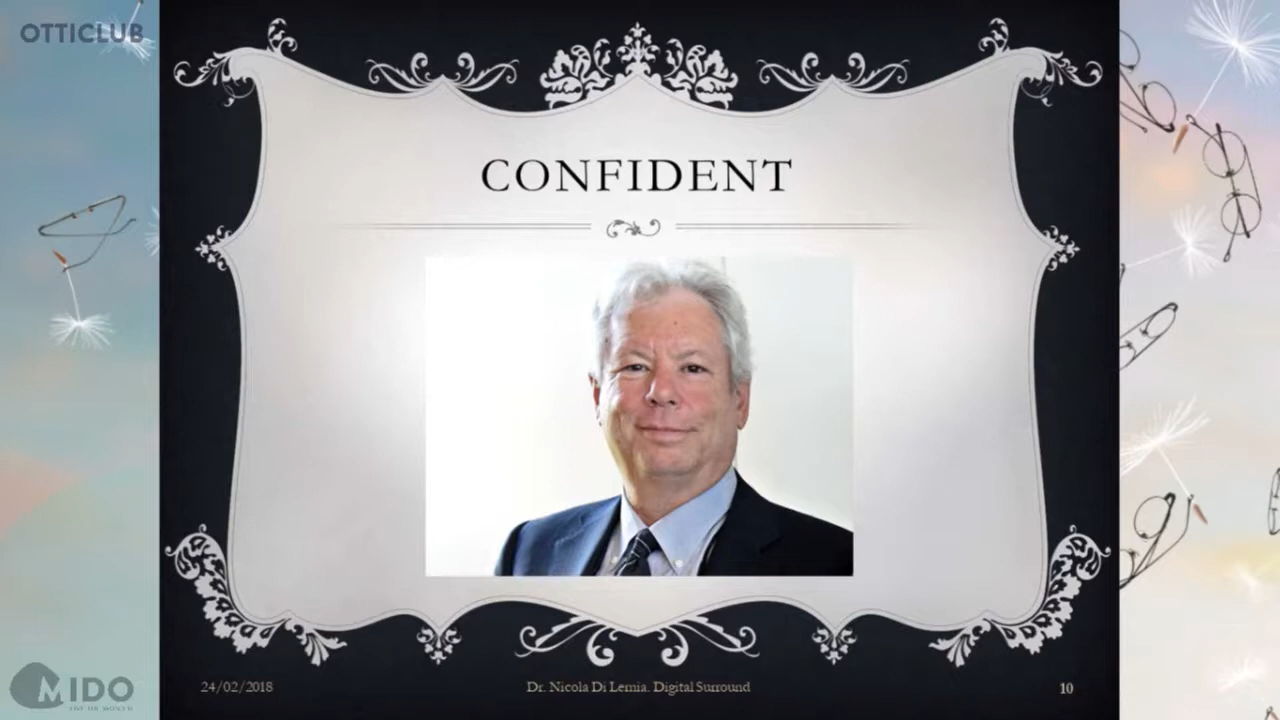 OTTICLUB
CONFIDENT
24/02/2018
Dr. Nicola Di Lernia. Digital Surround
10
MIDO